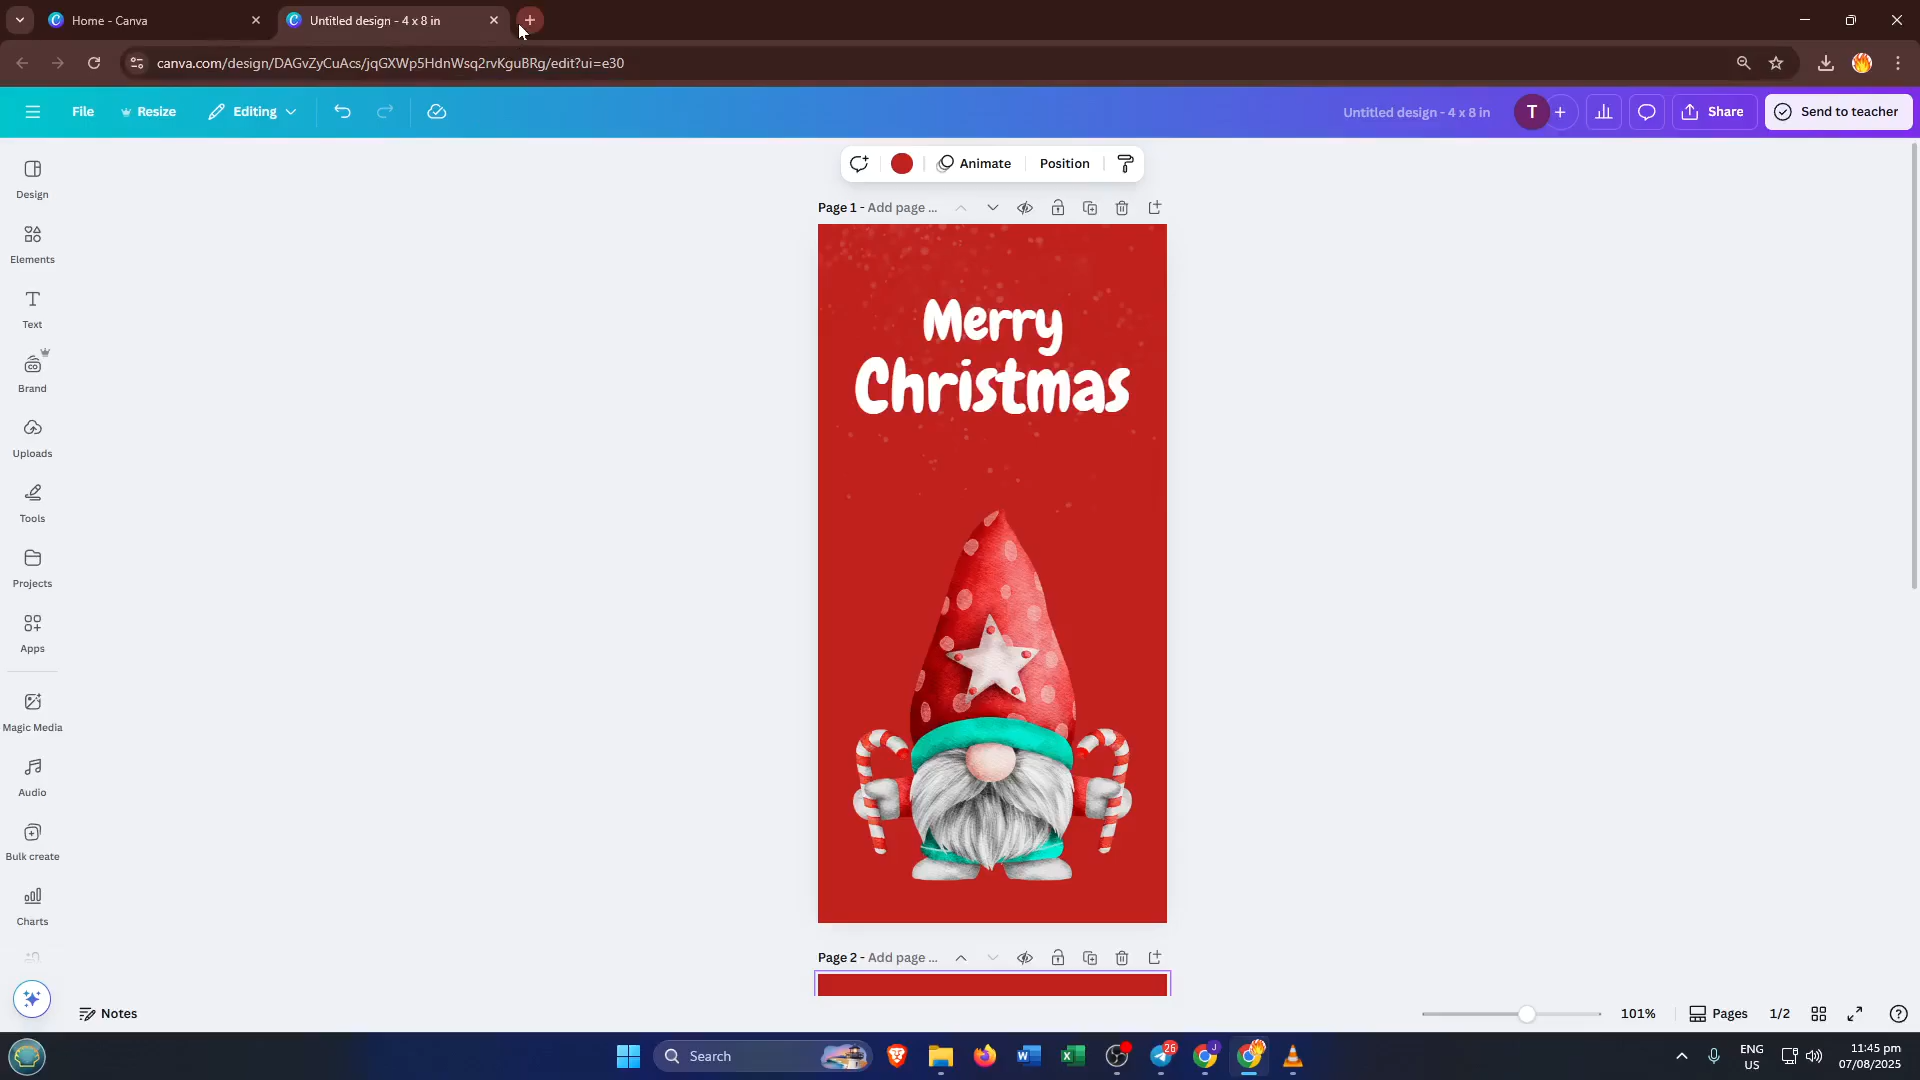 Home - Canva
Untitled design - 4 x 8 in
canva.com/design/DAGvZyCuAcs/jqGXWp5HdnWsq2rvKguBRg/edit?ui=e30
File
Resize
Editing
Untitled design - 4 x 8 in
T
Share
Send to teacher
Design
Elements
Text
Brand
Uploads
Tools
Projects
Apps
Magic Media
Audio
Bulk create
Charts
Animate
Position
Page 1 - Add page ...
Merry
Christmas
Page 2 - Add page ...
Notes
101%
Pages
1/2
Search
26
J
ENG
US
11:45 pm
07/08/2025